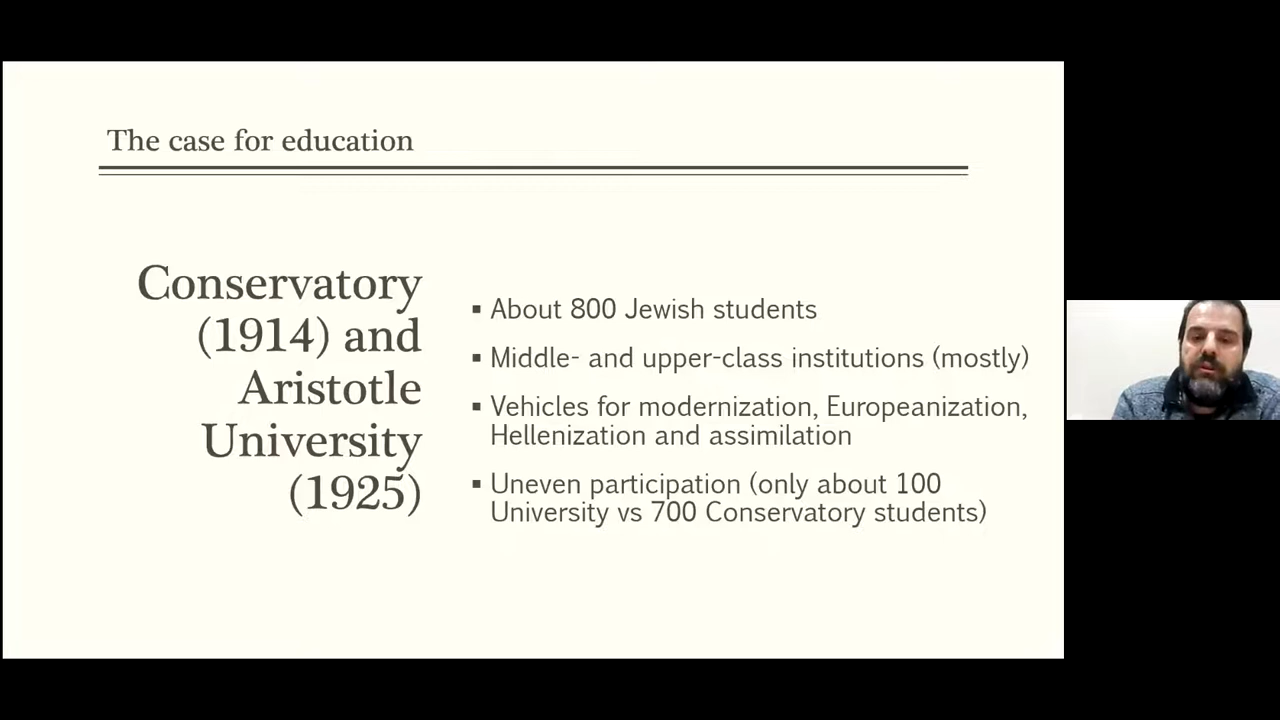 The case for education
Conservatory
(1914) and
Aristotle
University
(1925)
▪ About 800 Jewish students
▪ Middle- and upper-class institutions (mostly)
▪ Vehicles for modernization, Europeanization,
Hellenization and assimilation
▪ Uneven participation (only about 100
University vs 700 Conservatory students)